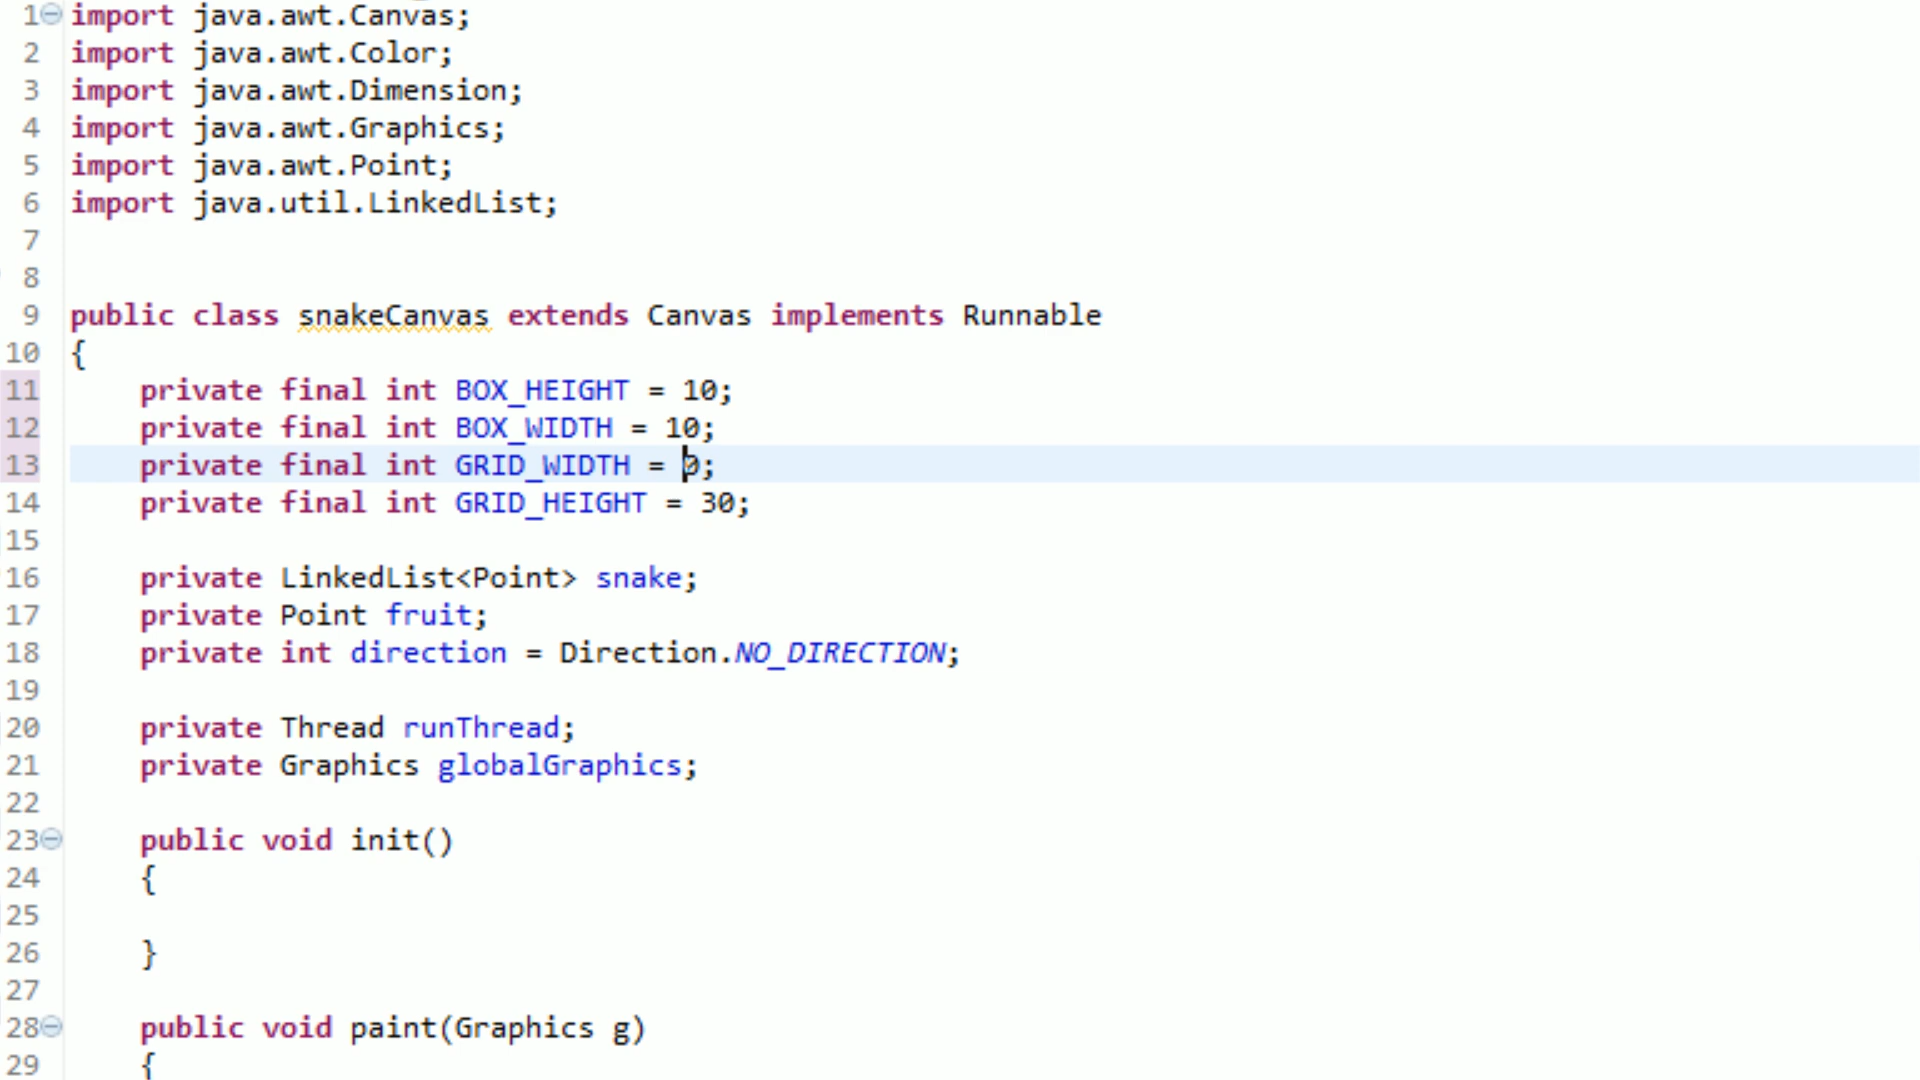 1 import java.awt.Canvas;
2 import java.awt.Color;
3 import java.awt.Dimension;
4 import java.awt.Graphics;
5 import java.awt.Point;
6 import java.util.LinkedList;
7
8
9 public class snakeCanvas extends Canvas implements Runnable
10 {
11 private final int BOX_HEIGHT = 10;
12 private final int BOX_WIDTH = 10;
13 private final int GRID_WIDTH = 0;
14 private final int GRID_HEIGHT = 30;
15
16 private LinkedList<Point> snake;
17 private Point fruit;
18 private int direction = Direction.NO_DIRECTION;
19
20 private Thread runThread;
21 private Graphics globalGraphics;
22
23 public void init()
24 {
25
26 }
27
28 public void paint(Graphics g)
29 {